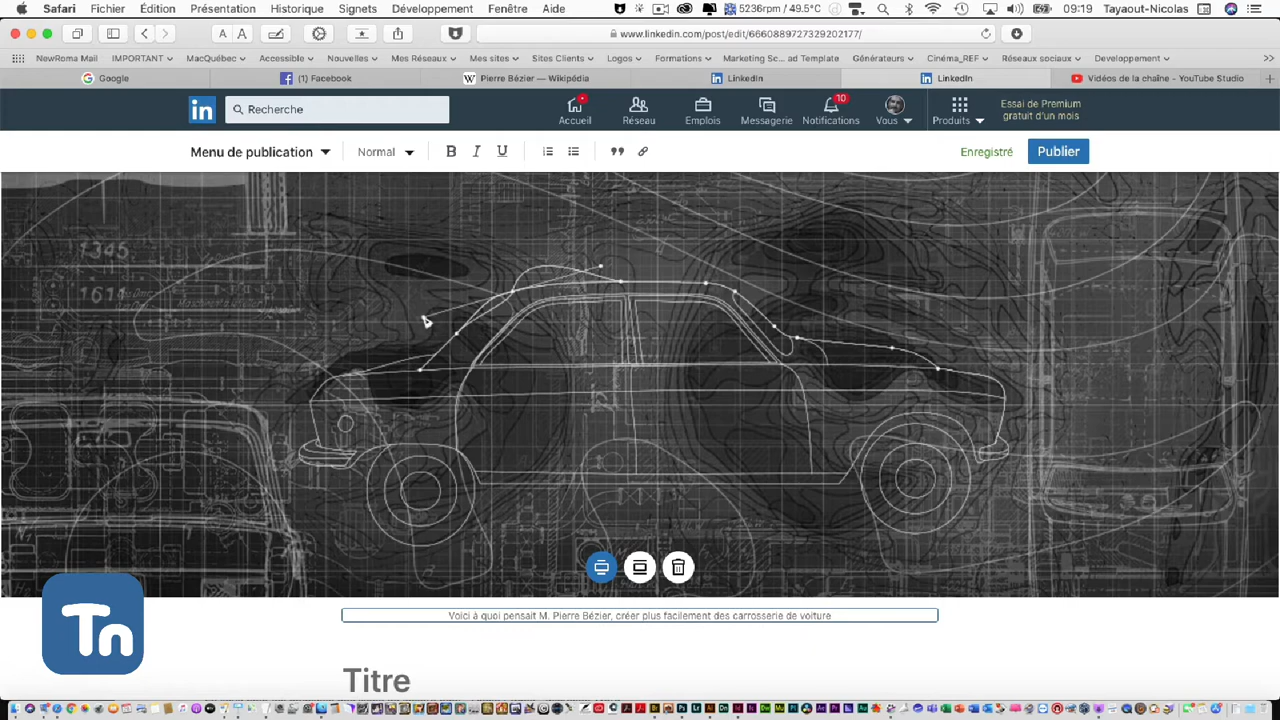 Safari Fichier Édition Présentation Historique Signets Développement Fenêtre Aide 5236rpm / 49.5°C 09:19 Tayaout-Nicolas
A A www.linkedin.com/post/edit/6660889727329202177/
NewRoma Mail IMPORTANT MacQuébec Accessible Nouvelles Mes Réseaux Mes sites Sites Clients Logos Formations Marketing Sc...ad Template Générateurs Cinéma_REF Réseaux sociaux Developpement
Google (1) Facebook Pierre Bézier — Wikipédia LinkedIn LinkedIn Vidéos de la chaîne - YouTube Studio
in Recherche Accueil Réseau Emplois Messagerie 10 Notifications Vous Produits Essai de Premium
gratuit d'un mois
Menu de publication Normal B I U Enregistré Publier
1345
1611
Voici à quoi pensait M. Pierre Bézier, créer plus facilement des carrosserie de voiture
Tn
Titre